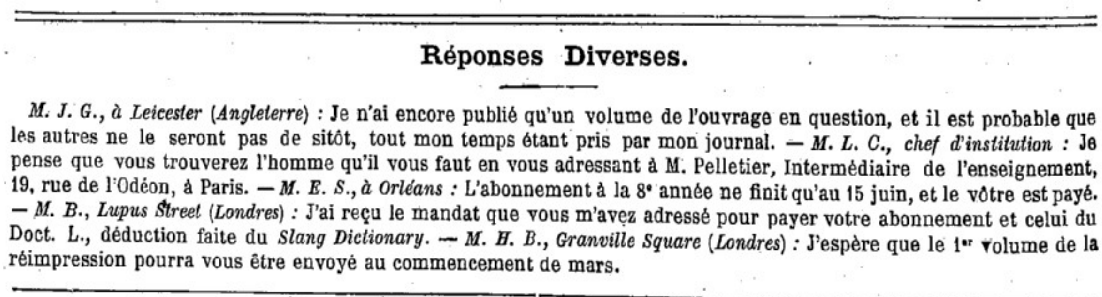 Réponses Diverses.
M. J. G., à Leicester (Angleterre) : Je n'ai encore publié qu'un volume de l'ouvrage en question, et il est probable que
les autres ne le seront pas de sitôt, tout mon temps étant pris par mon journal. — M. L. C., chef d'institution : Je
pense que vous trouverez l'homme qu'il vous faut en vous adressant à M. Pelletier, Intermédiaire de l'enseignement,
19, rue de l'Odéon, à Paris. — M. E. S., à Orléans : L'abonnement à la 8e année ne finit qu'au 15 juin, et le vôtre est payé.
— M. B., Lupus Street (Londres) : J'ai reçu le mandat que vous m'avez adressé pour payer votre abonnement et celui du
Doct. L., déduction faite du Slang Dictionary. — M. H. B., Granville Square (Londres) : J'espère que le 1er volume de la
réimpression pourra vous être envoyé au commencement de mars.